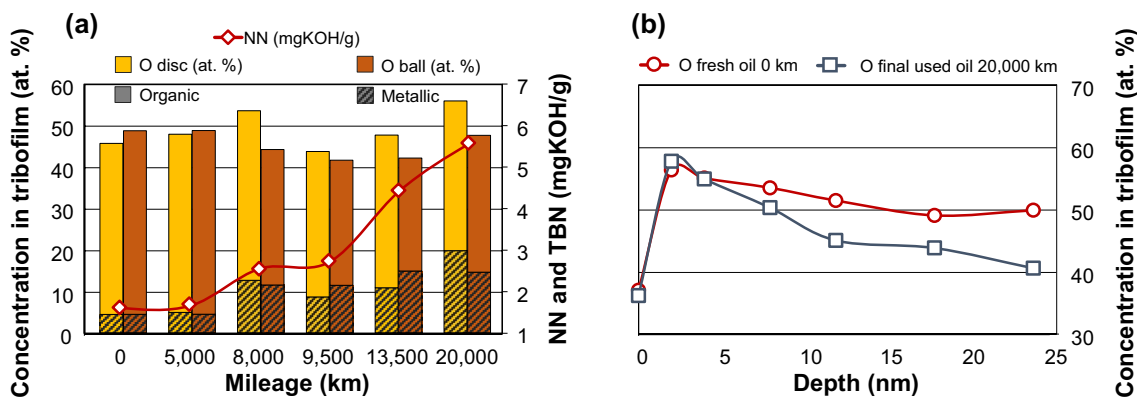 (a)
NN (mgKOH/g)
O disc (at. %)
O ball (at. %)
Organic
Metallic
Concentration in tribofilm (at. %)
60
50
40
30
20
10
0
7
6
5
4
3
2
1
NN and TBN (mgKOH/g)
0 5,000 8,000 9,500 13,500 20,000
Mileage (km)
(b)
O fresh oil 0 km
O final used oil 20,000 km
70
60
50
40
30
Concentration in tribofilm (at. %)
0 5 10 15 20 25
Depth (nm)